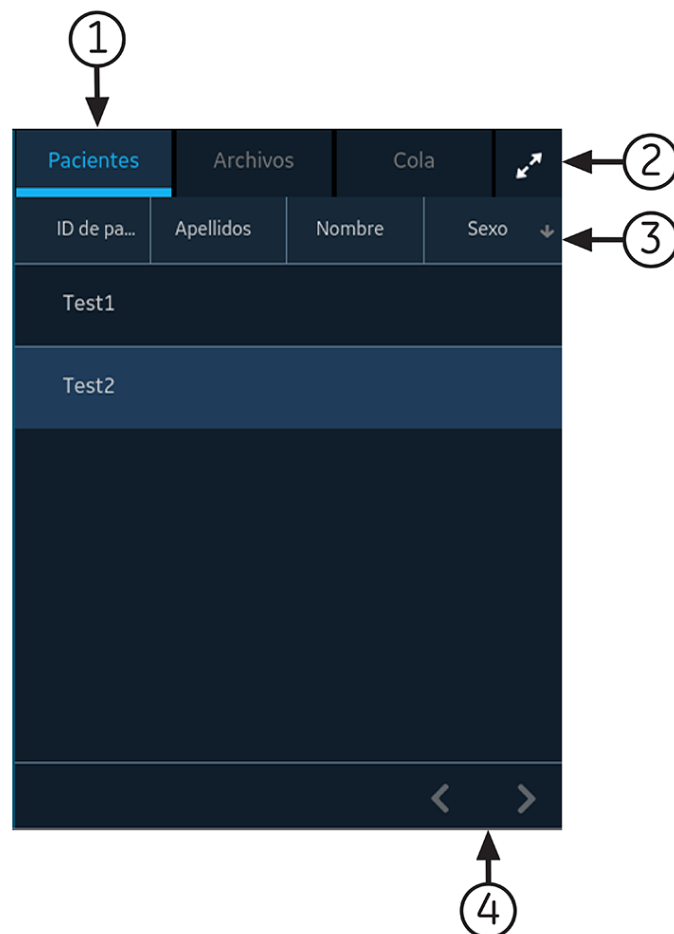 1
Pacientes Archivos Cola
2
ID de pa... Apellidos Nombre Sexo
3
Test1
Test2
4